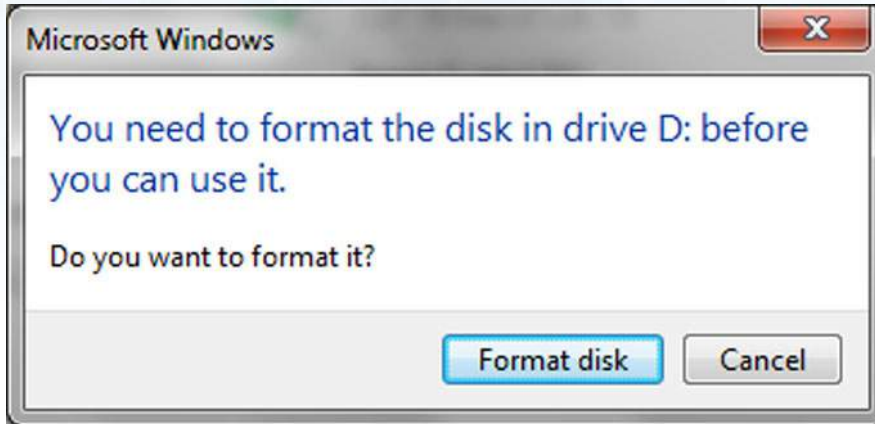 Microsoft Windows
You need to format the disk in drive D: before
you can use it.
Do you want to format it?
Format disk
Cancel